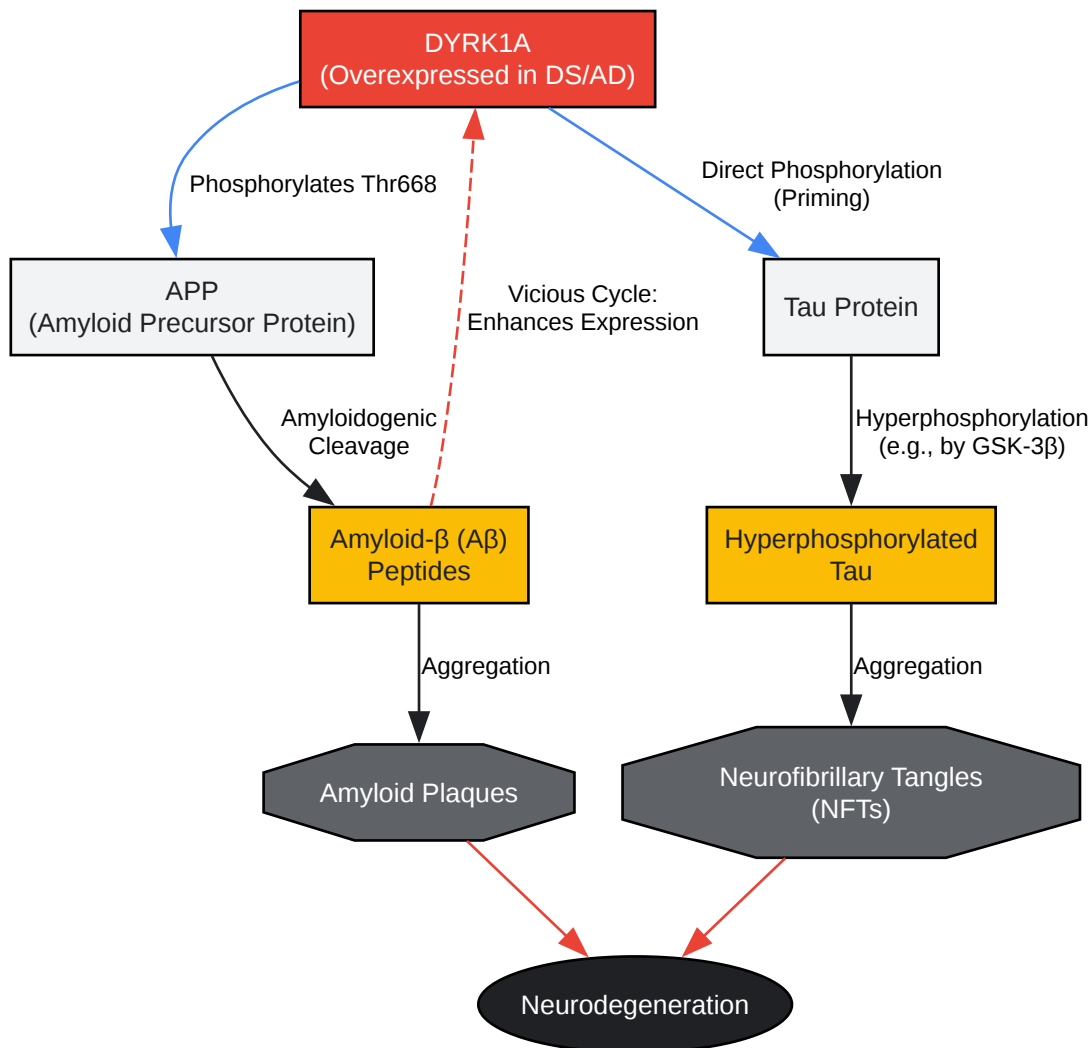 DYRK1A
(Overexpressed in DS/AD)
Phosphorylates Thr668
Direct Phosphorylation
(Priming)
APP
(Amyloid Precursor Protein)
Vicious Cycle:
Enhances Expression
Tau Protein
Amyloidogenic
Cleavage
Hyperphosphorylation
(e.g., by GSK-3β)
Amyloid-β (Aβ)
Peptides
Hyperphosphorylated
Tau
Aggregation
Aggregation
Amyloid Plaques
Neurofibrillary Tangles
(NFTs)
Neurodegeneration